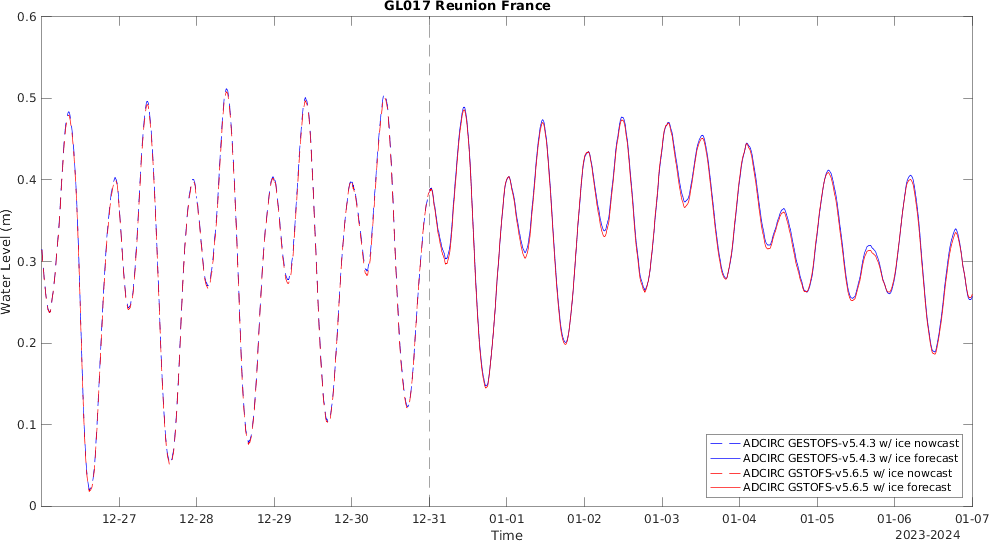 GL017 Reunion France
0.6
0.5
0.4
0.3
0.2
0.1
0
Water Level (m)
12-27 12-28 12-29 12-30 12-31 01-01 01-02 01-03 01-04 01-05 01-06 01-07
Time
2023-2024
ADCIRC GESTOFS-v5.4.3 w/ ice nowcast
ADCIRC GESTOFS-v5.4.3 w/ ice forecast
ADCIRC GSTOFS-v5.6.5 w/ ice nowcast
ADCIRC GSTOFS-v5.6.5 w/ ice forecast